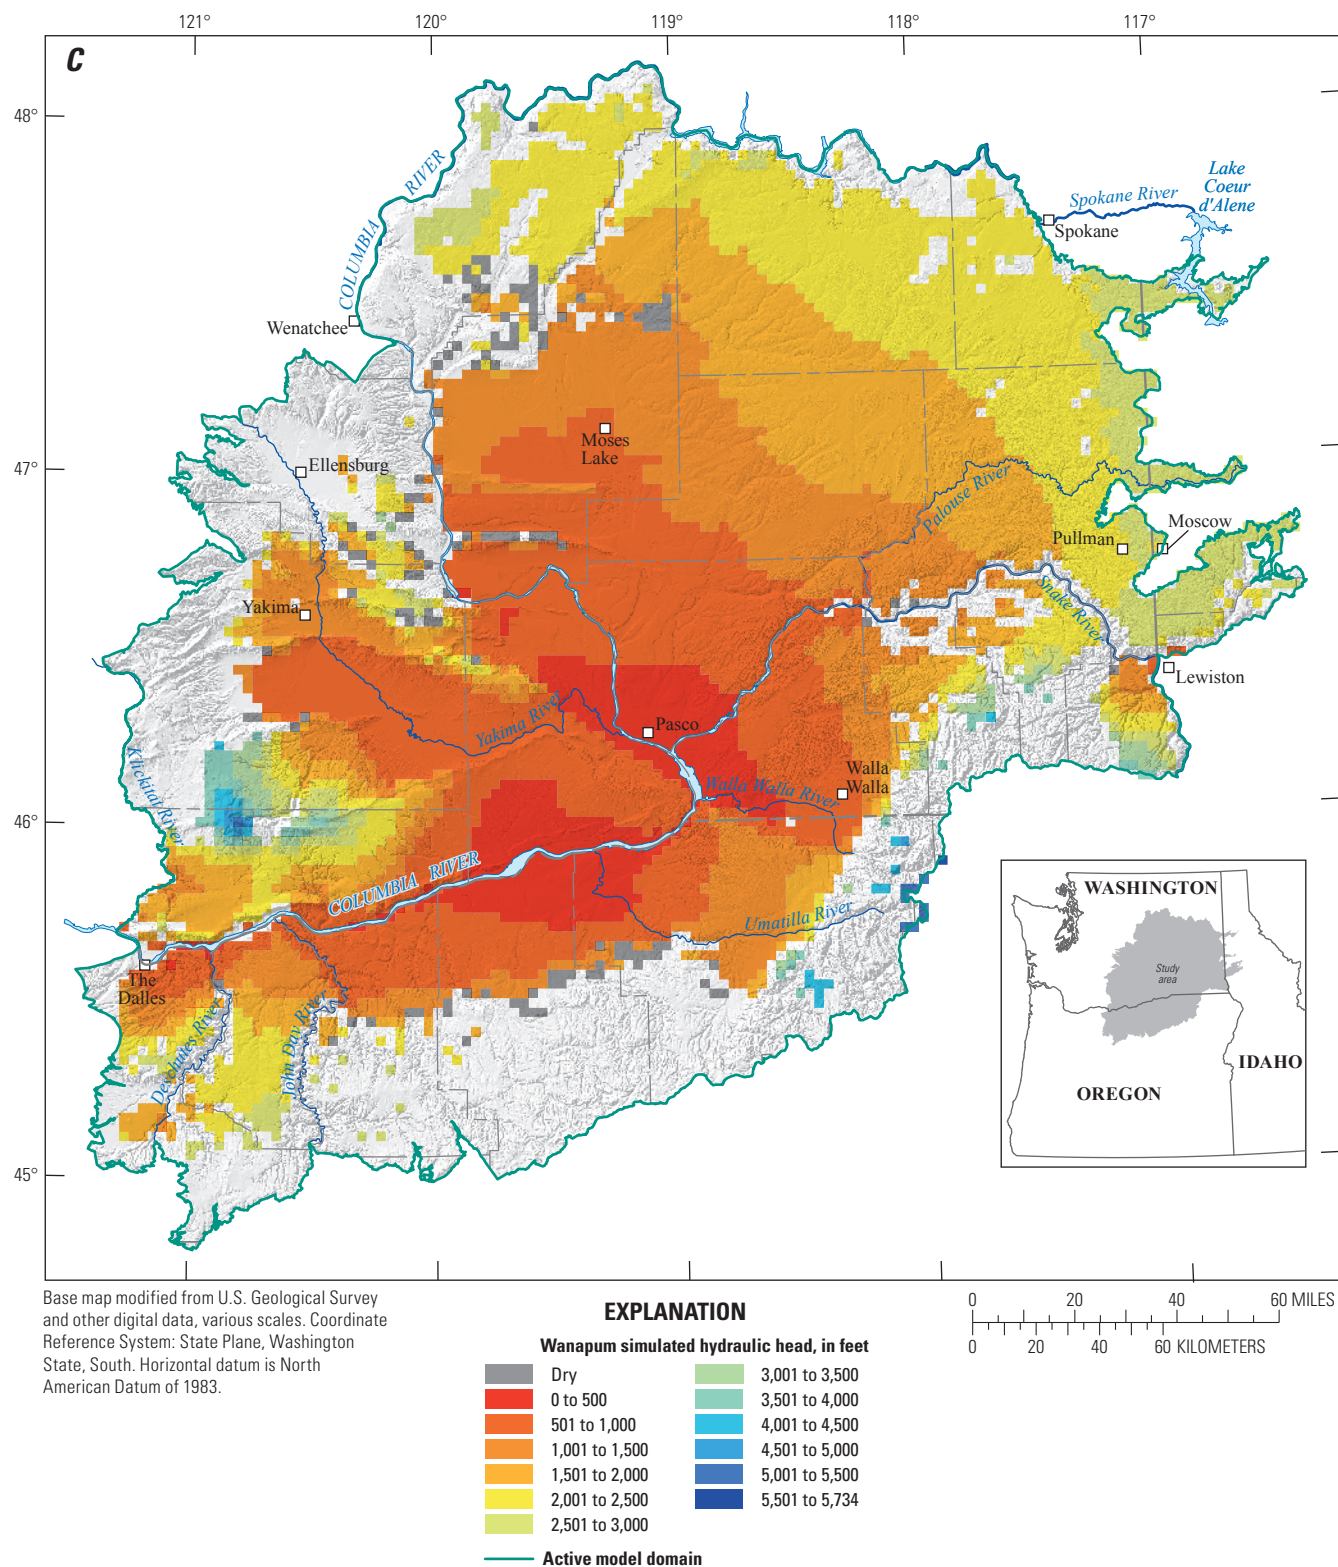 121°
120°
119°
118°
117°
C
48°
47°
46°
45°
COLUMBIA RIVER
Spokane River
Lake
Coeur
d'Alene
Spokane
Wenatchee
Ellensburg
Moses
Lake
Palouse River
Pullman
Moscow
Snake River
Yakima
Lewiston
Yakima River
Pasco
Walla
Walla
Walla Walla River
Klickitat River
COLUMBIA RIVER
Umatilla River
The
Dalles
Deschutes River
John Day River
WASHINGTON
Study
area
IDAHO
OREGON
Base map modified from U.S. Geological Survey
and other digital data, various scales. Coordinate
Reference System: State Plane, Washington
State, South. Horizontal datum is North
American Datum of 1983.
EXPLANATION
Wanapum simulated hydraulic head, in feet
Dry
0 to 500
501 to 1,000
1,001 to 1,500
1,501 to 2,000
2,001 to 2,500
2,501 to 3,000
3,001 to 3,500
3,501 to 4,000
4,001 to 4,500
4,501 to 5,000
5,001 to 5,500
5,501 to 5,734
Active model domain
0 20 40 60 MILES
0 20 40 60 KILOMETERS